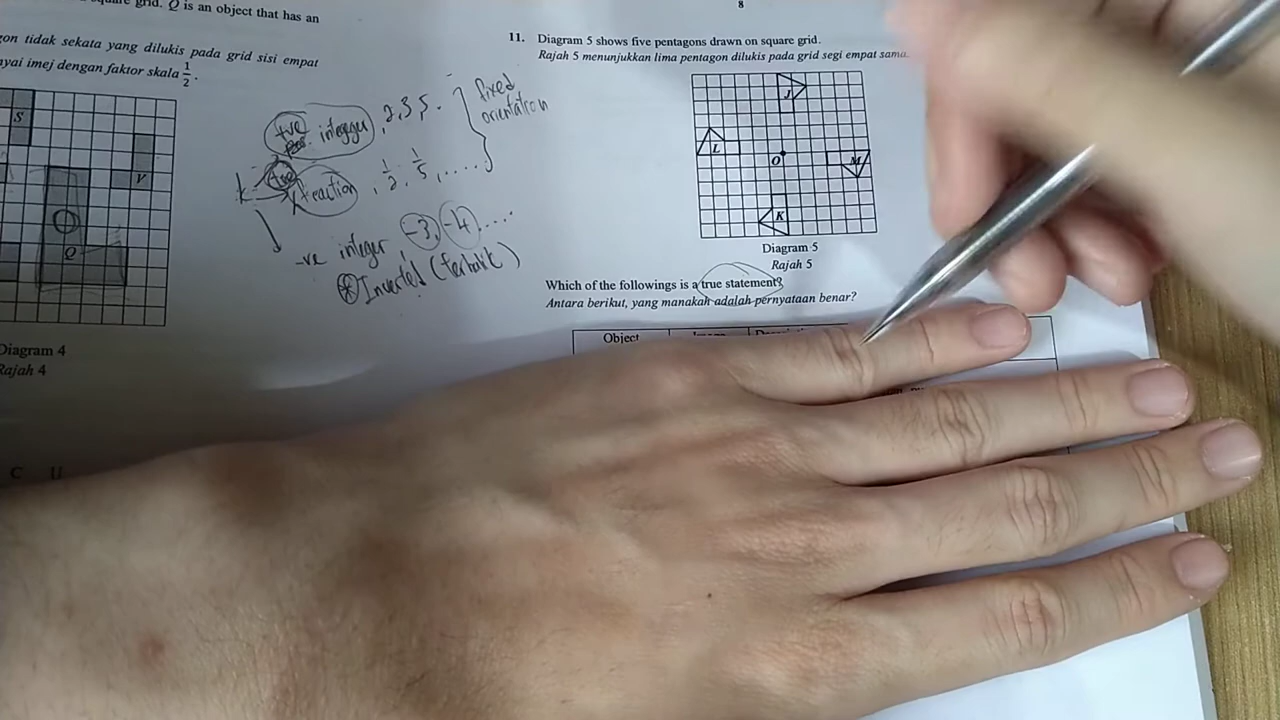 grid. Q is an object that has an
gon tidak sekata yang dilukis pada grid sisi empat
nyai imej dengan faktor skala 1/2.
S
V
Q
Diagram 4
Rajah 4
C U
+ve integer, 2,3,5.
fixed
orientation
k
+ve
fraction, 1/2, 1/5, ....
-ve integer, -3, -4, ....
Inverted (terbalik)
8
11. Diagram 5 shows five pentagons drawn on square grid.
Rajah 5 menunjukkan lima pentagon dilukis pada grid segi empat sama.
J
L
O
M
K
Diagram 5
Rajah 5
Which of the followings is a true statement?
Antara berikut, yang manakah adalah pernyataan benar?
Object